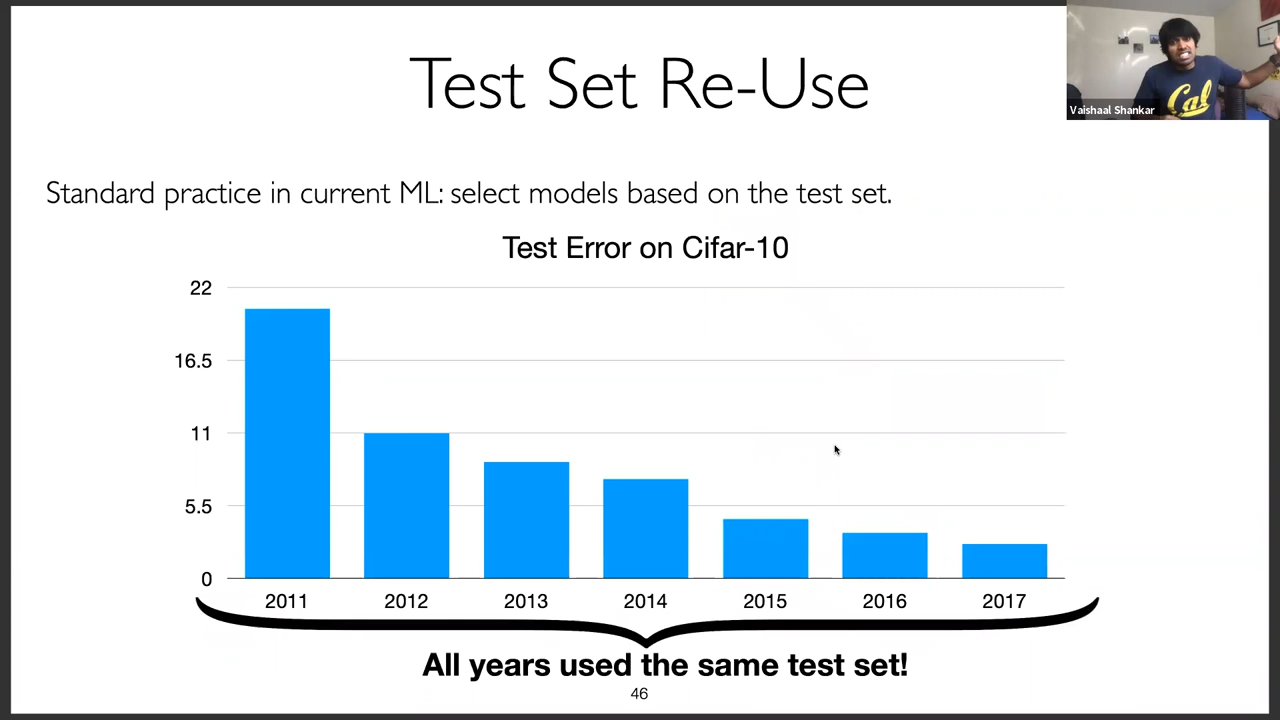 Test Set Re-Use
Cal
Vaishaal Shankar
Standard practice in current ML: select models based on the test set.
Test Error on Cifar-10
22
16.5
11
5.5
0
2011 2012 2013 2014 2015 2016 2017
All years used the same test set!
46